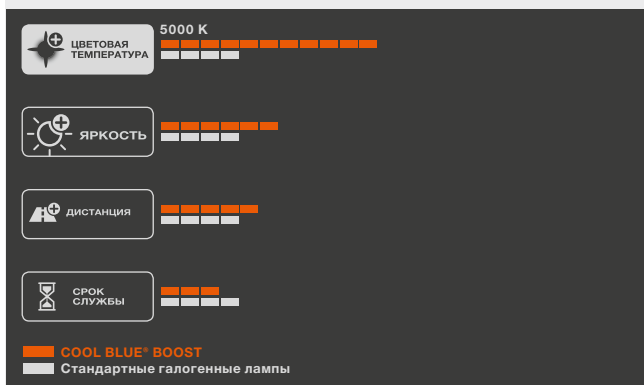 5000 K
ЦВЕТОВАЯ
ТЕМПЕРАТУРА
ЯРКОСТЬ
ДИСТАНЦИЯ
СРОК
СЛУЖБЫ
COOL BLUE® BOOST
Стандартные галогенные лампы